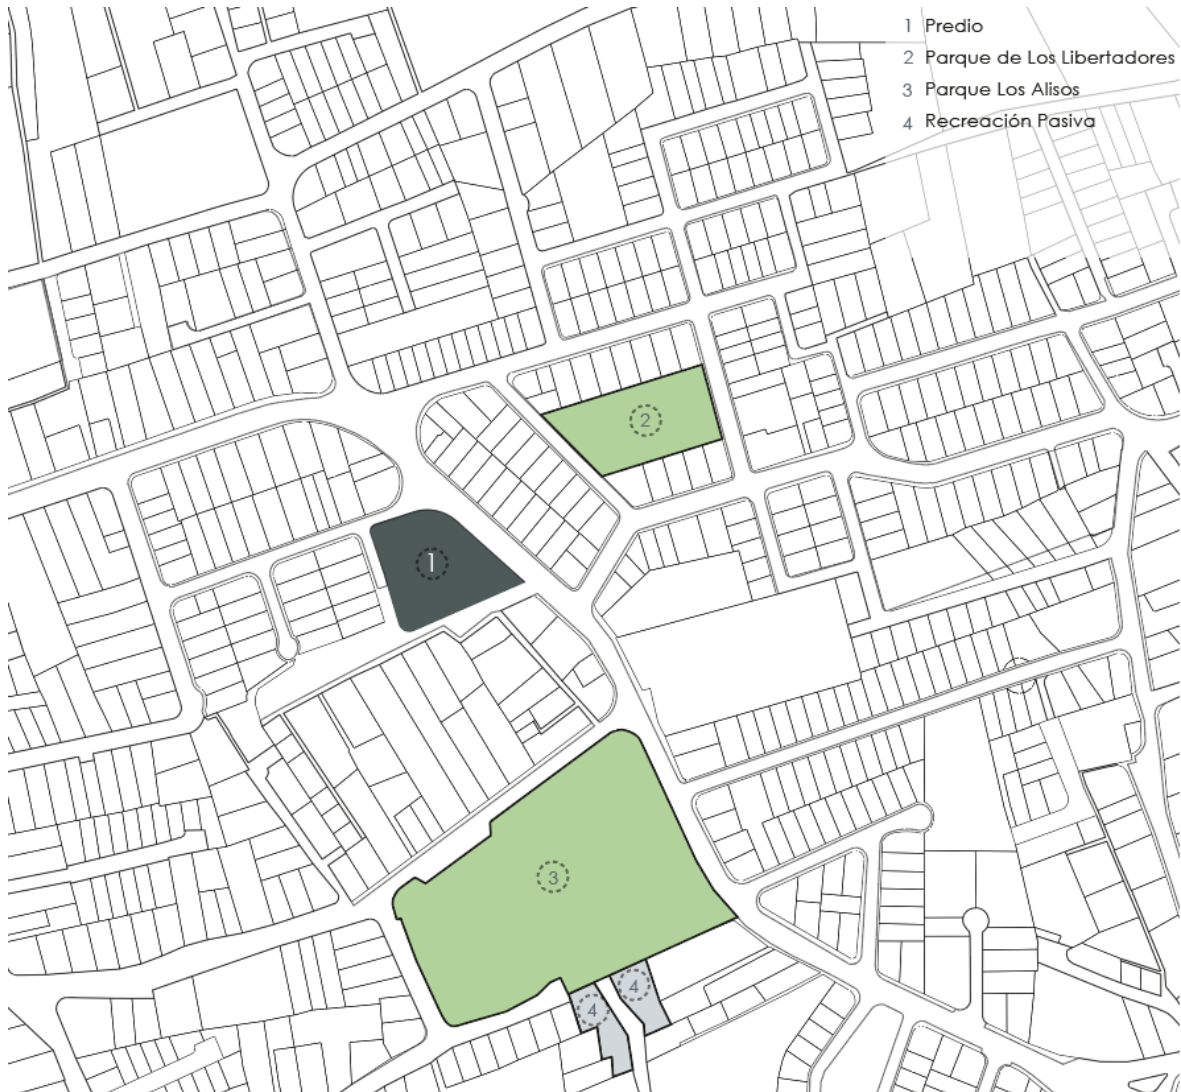 1 Predio
2 Parque de Los Libertadores
3 Parque Los Alisos
4 Recreación Pasiva
2
1
3
4
4